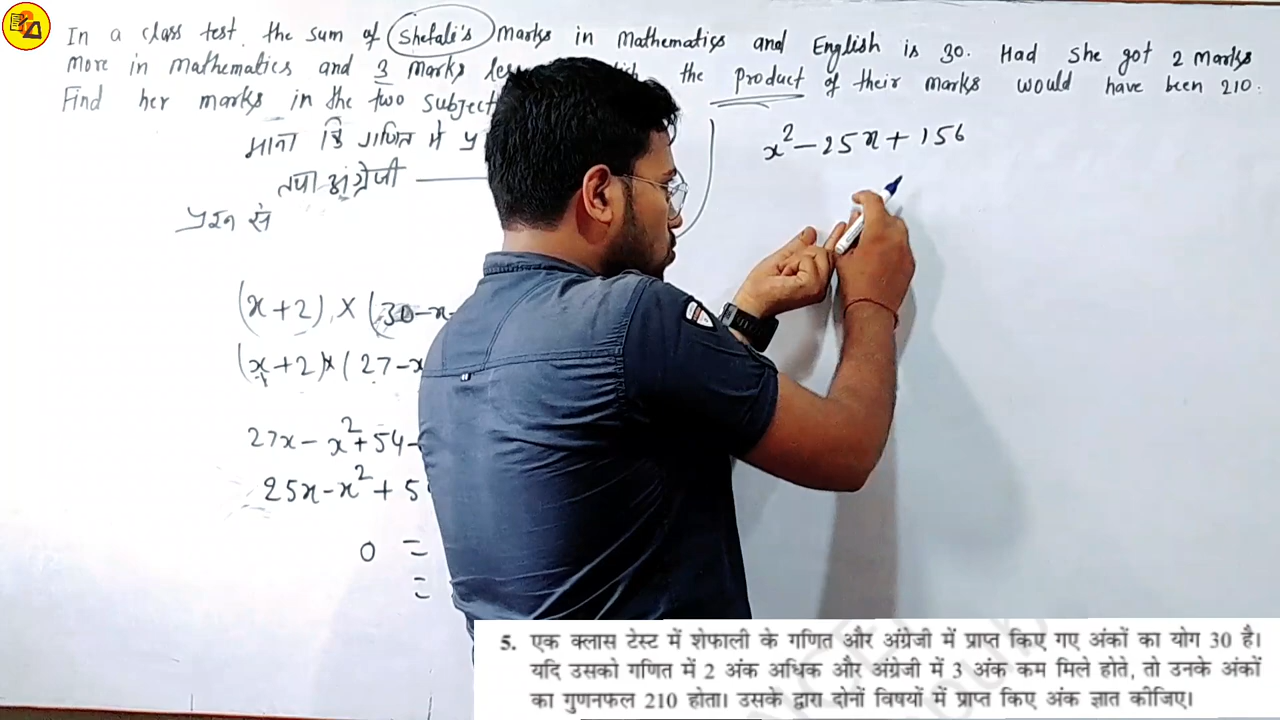 In a class test, the sum of Shefali's Marks in Mathematics and English is 30. Had she got 2 Marks
More in Mathematics and 3 Marks the Product of their marks would have been 210.
Find her marks in the two
माना कि गणित में
तथा अंग्रेजी
प्रश्न से
(x+2) × (30-x-
(x+2)×(27-x
27x - x² + 54 -
25x - x² + 5
0 =
=
x² - 25x + 156
5. एक क्लास टेस्ट में शेफाली के गणित और अंग्रेजी में प्राप्त किए गए अंकों का योग 30 है।
यदि उसको गणित में 2 अंक अधिक और अंग्रेजी में 3 अंक कम मिले होते, तो उनके अंकों
का गुणनफल 210 होता। उसके द्वारा दोनों विषयों में प्राप्त किए अंक ज्ञात कीजिए।